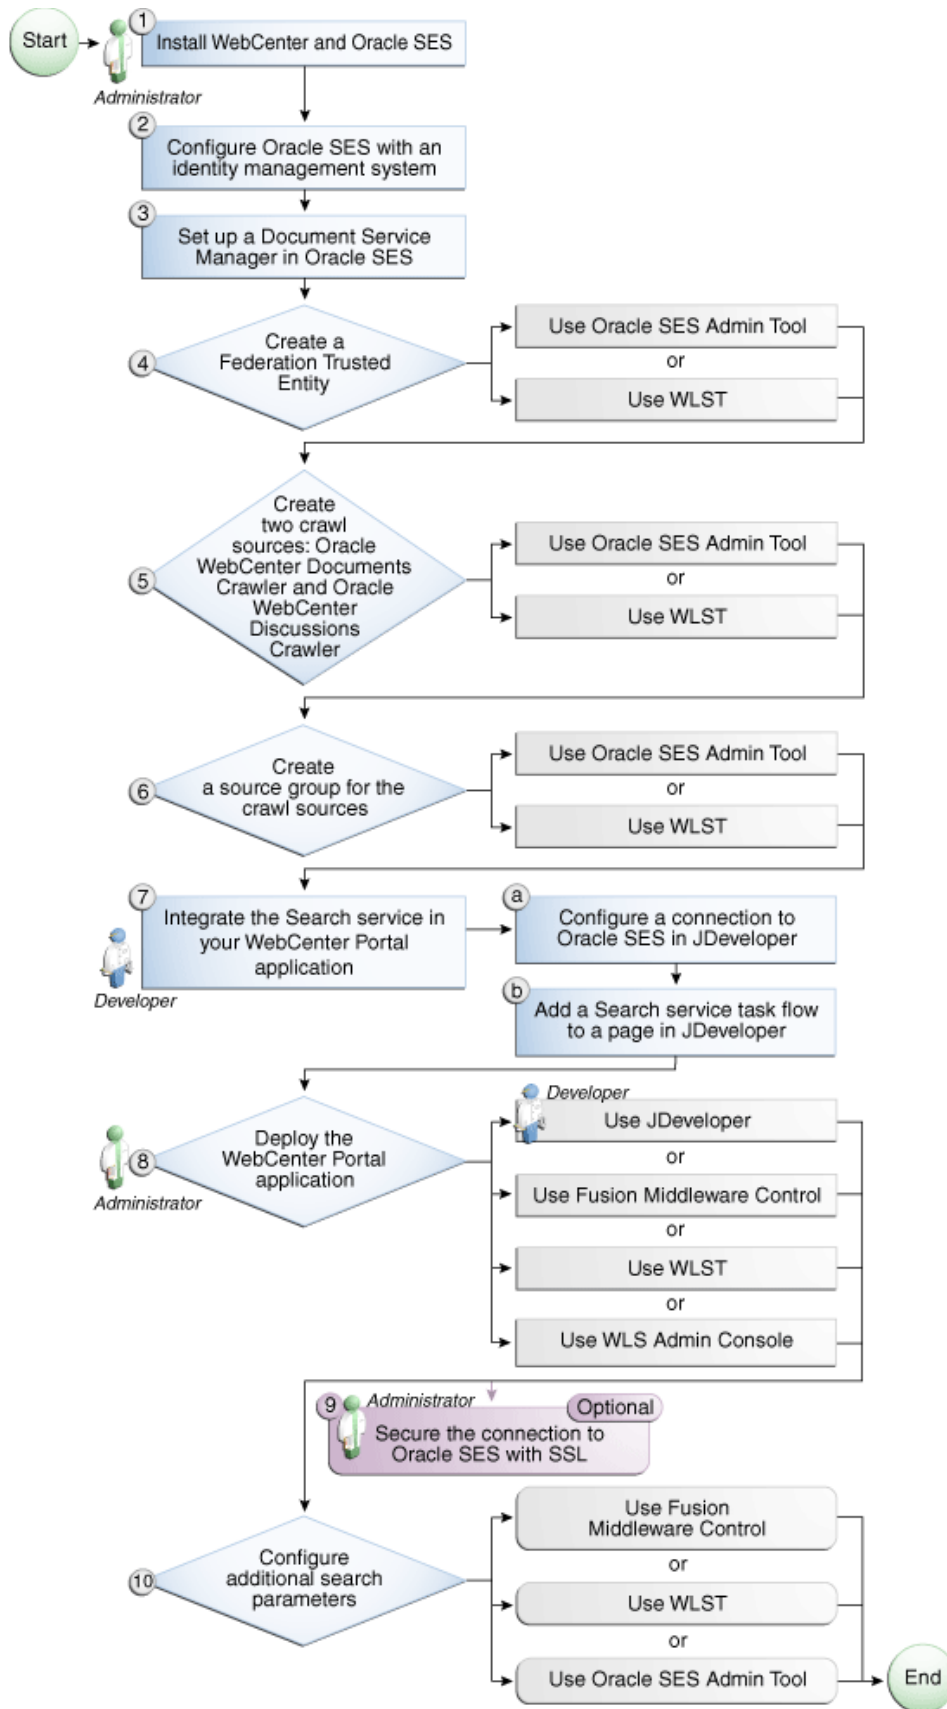 Start
1
Install WebCenter and Oracle SES
Administrator
2
Configure Oracle SES with an
identity management system
3
Set up a Document Service
Manager in Oracle SES
4
Create a
Federation Trusted
Entity
Use Oracle SES Admin Tool
or
Use WLST
5
Create
two crawl
sources: Oracle
WebCenter Documents
Crawler and Oracle
WebCenter
Discussions
Crawler
Use Oracle SES Admin Tool
or
Use WLST
6
Create
a source group for the
crawl sources
Use Oracle SES Admin Tool
or
Use WLST
7
Integrate the Search service in
your WebCenter Portal
application
Developer
a
Configure a connection to
Oracle SES in JDeveloper
b
Add a Search service task flow
to a page in JDeveloper
8
Deploy the
WebCenter Portal
application
Administrator
Developer
Use JDeveloper
or
Use Fusion Middleware Control
or
Use WLST
or
Use WLS Admin Console
9
Administrator
Optional
Secure the connection to
Oracle SES with SSL
10
Configure
additional search
parameters
Use Fusion
Middleware Control
or
Use WLST
or
Use Oracle SES Admin Tool
End